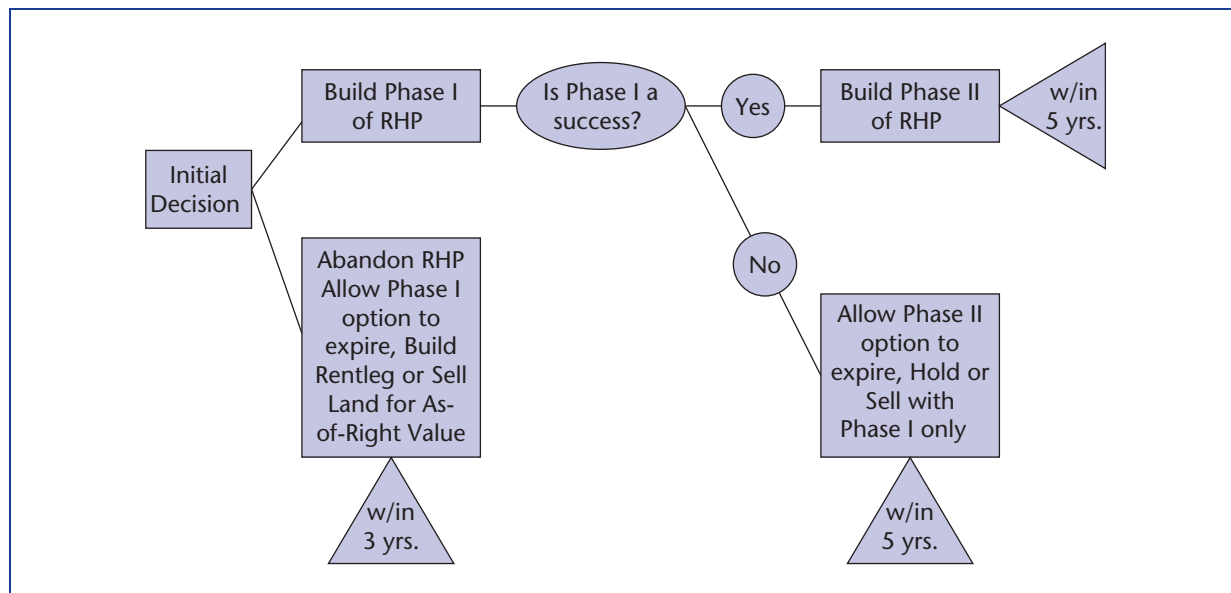 Initial
Decision
Build Phase I
of RHP
Is Phase I a
success?
Yes
Build Phase II
of RHP
w/in
5 yrs.
No
Abandon RHP
Allow Phase I
option to
expire, Build
Rentleg or Sell
Land for As-
of-Right Value
w/in
3 yrs.
Allow Phase II
option to
expire, Hold or
Sell with
Phase I only
w/in
5 yrs.